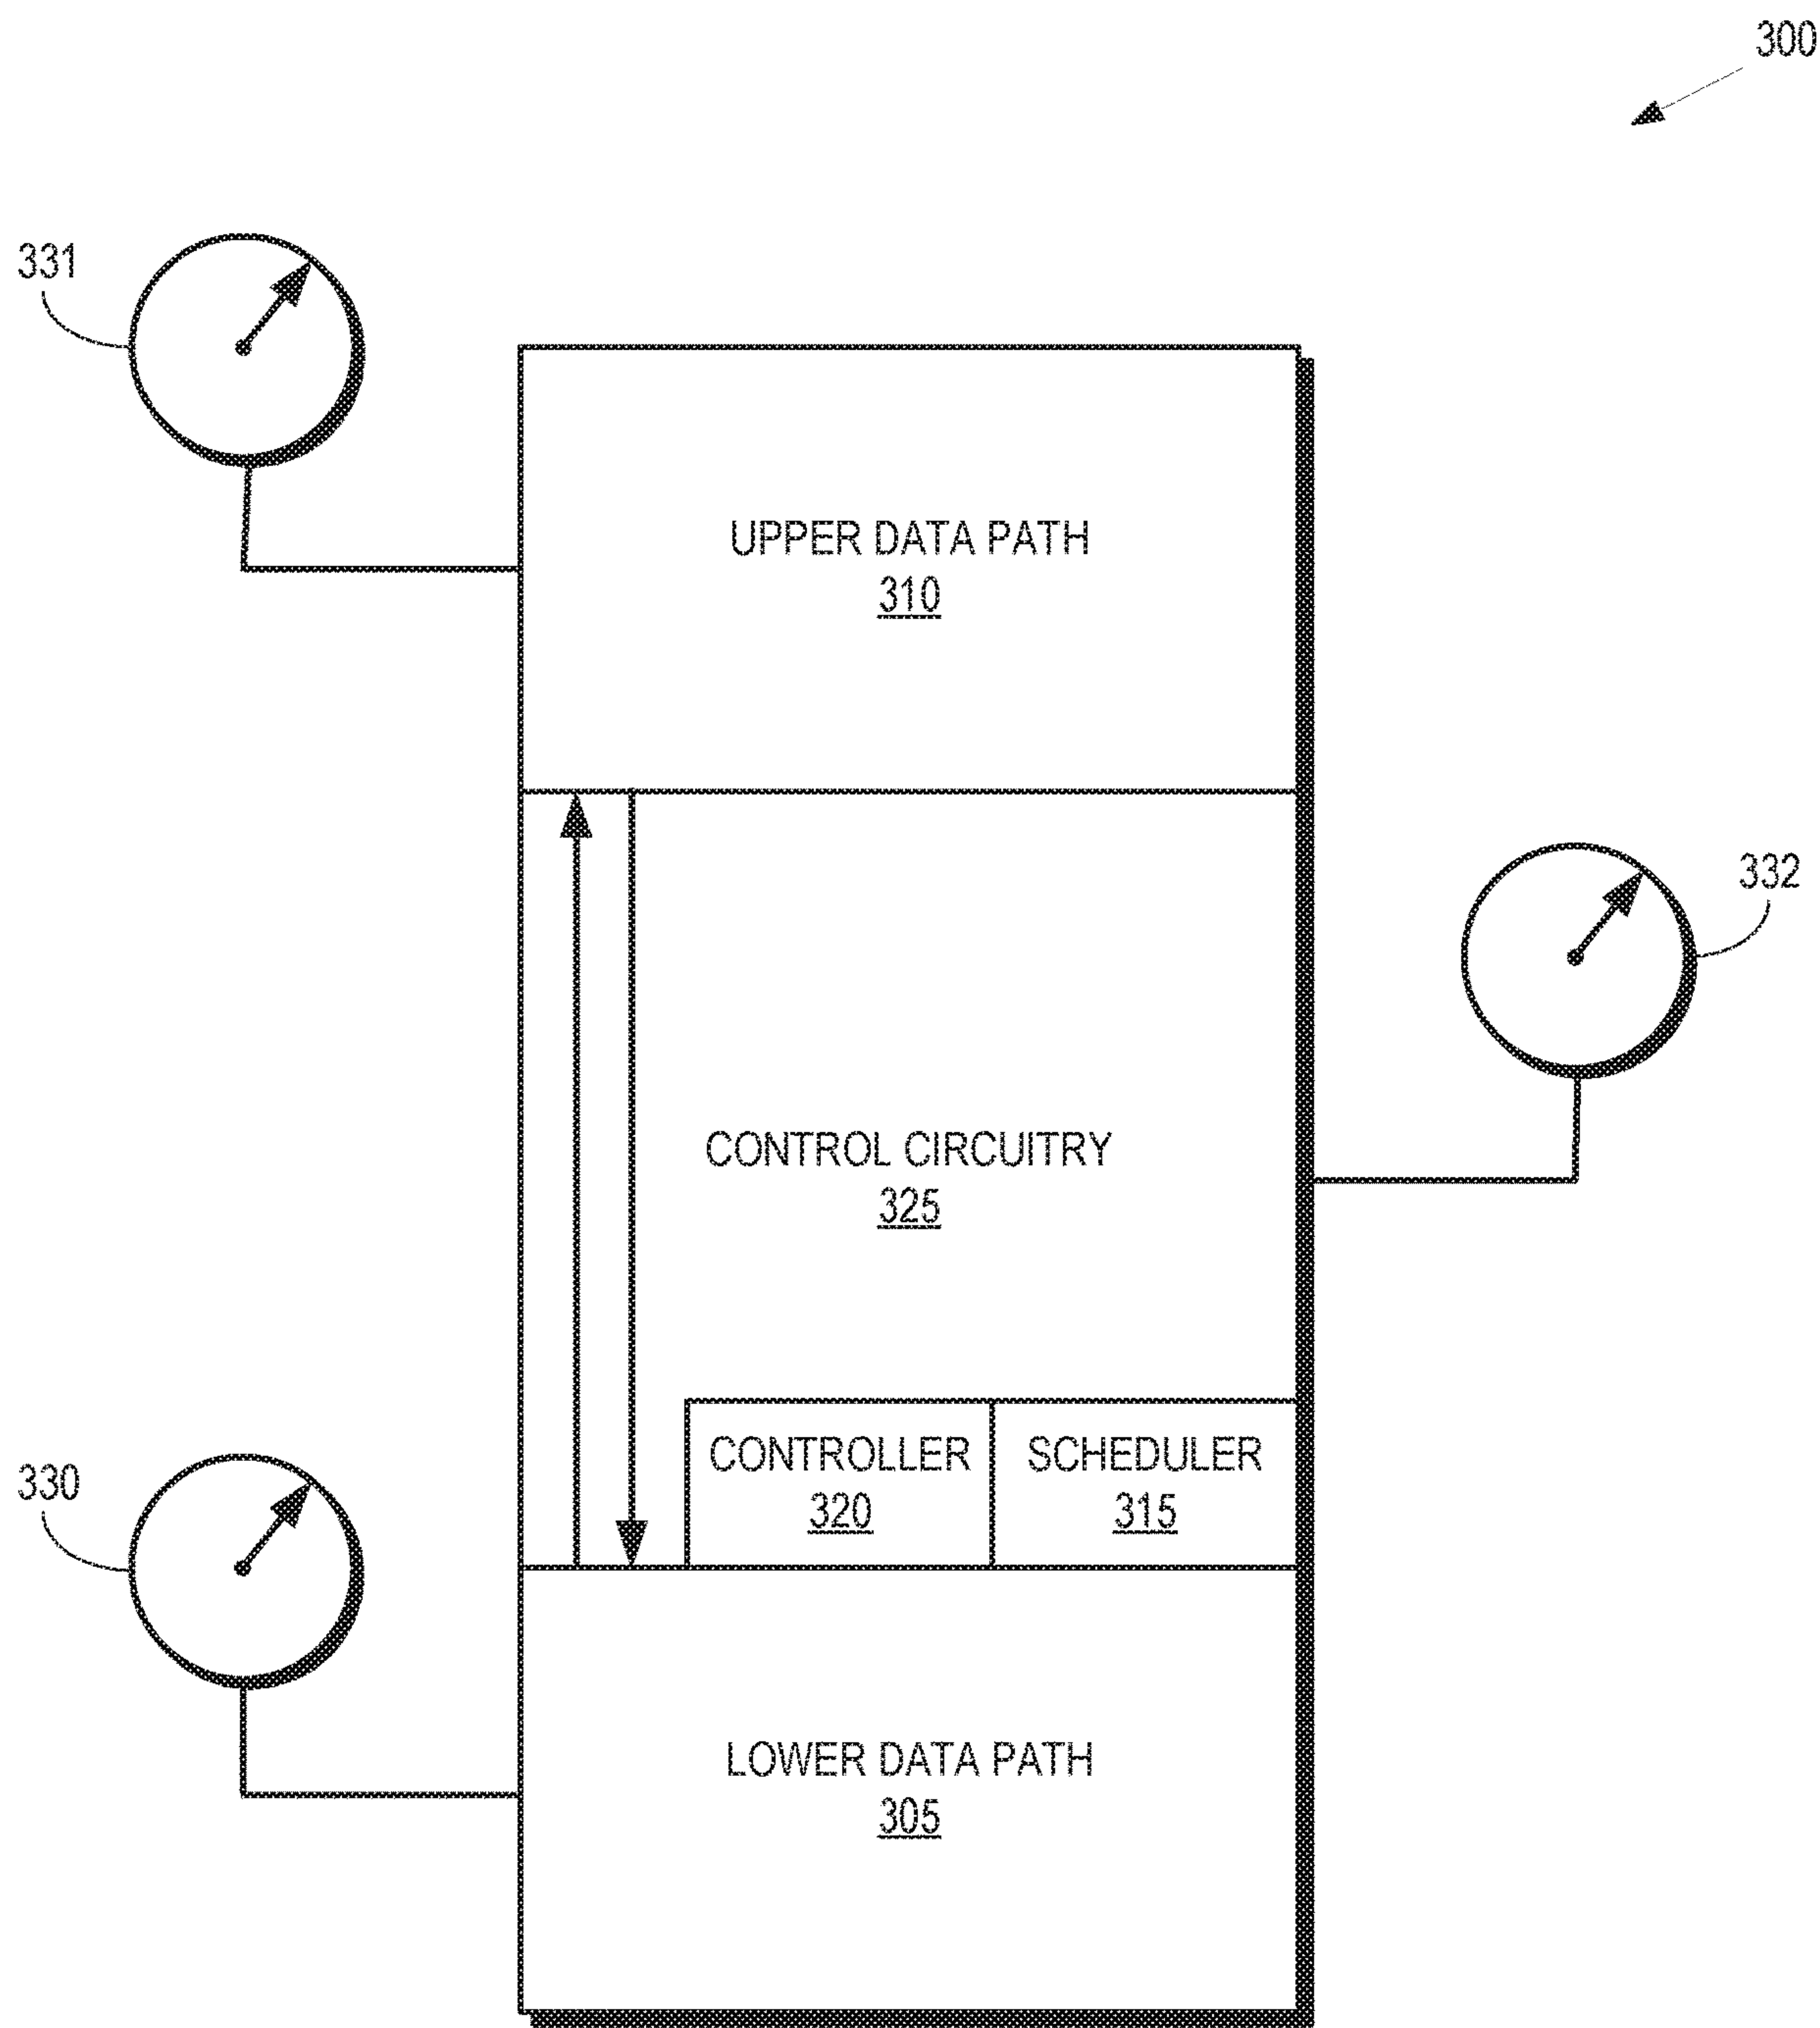 300
331
UPPER DATA PATH
310
332
CONTROL CIRCUITRY
325
CONTROLLER
320
SCHEDULER
315
330
LOWER DATA PATH
305